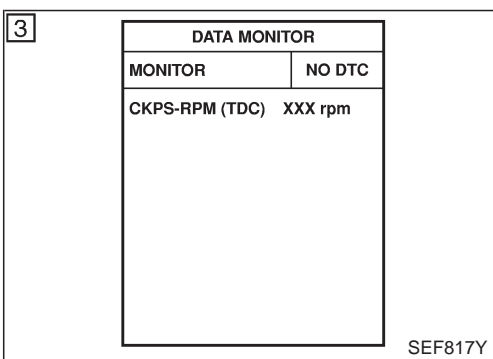 3
DATA MONITOR
MONITOR NO DTC
CKPS-RPM (TDC) XXX rpm
SEF817Y